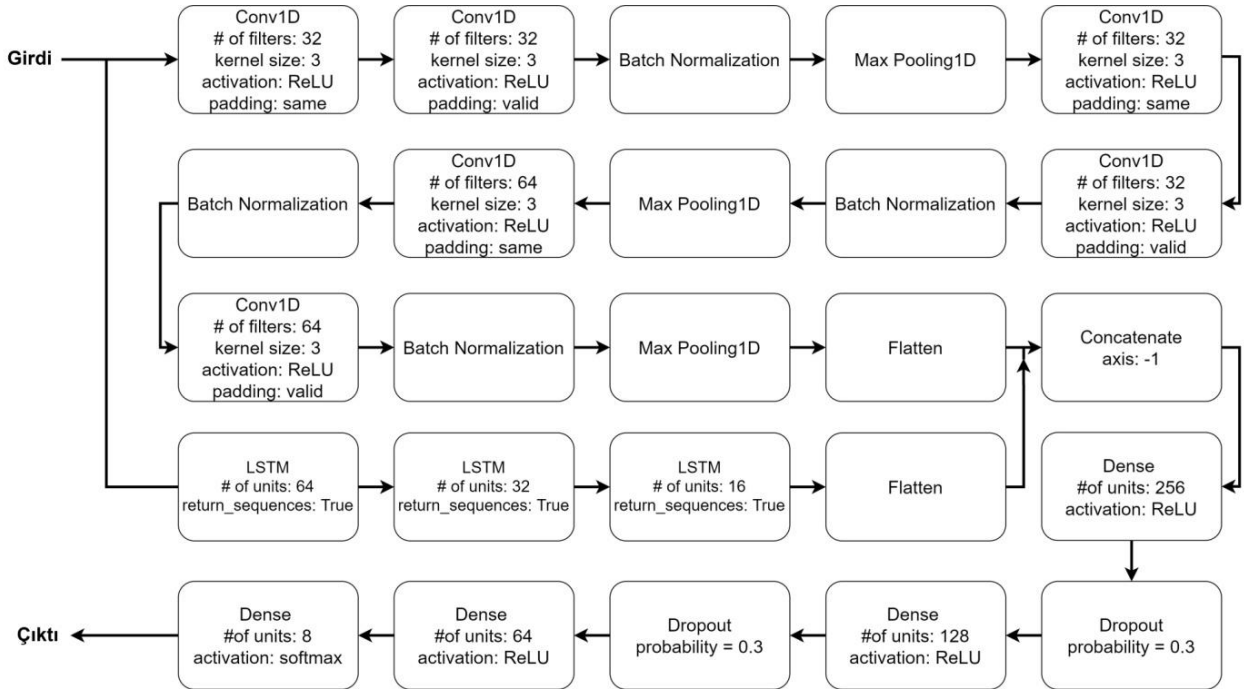 Girdi
Conv1D
# of filters: 32
kernel size: 3
activation: ReLU
padding: same
Conv1D
# of filters: 32
kernel size: 3
activation: ReLU
padding: valid
Batch Normalization
Max Pooling1D
Conv1D
# of filters: 32
kernel size: 3
activation: ReLU
padding: same
Batch Normalization
Conv1D
# of filters: 64
kernel size: 3
activation: ReLU
padding: same
Max Pooling1D
Batch Normalization
Conv1D
# of filters: 32
kernel size: 3
activation: ReLU
padding: valid
Conv1D
# of filters: 64
kernel size: 3
activation: ReLU
padding: valid
Batch Normalization
Max Pooling1D
Flatten
Concatenate
axis: -1
LSTM
# of units: 64
return_sequences: True
LSTM
# of units: 32
return_sequences: True
LSTM
# of units: 16
return_sequences: True
Flatten
Dense
#of units: 256
activation: ReLU
Çıktı
Dense
#of units: 8
activation: softmax
Dense
#of units: 64
activation: ReLU
Dropout
probability = 0.3
Dense
#of units: 128
activation: ReLU
Dropout
probability = 0.3